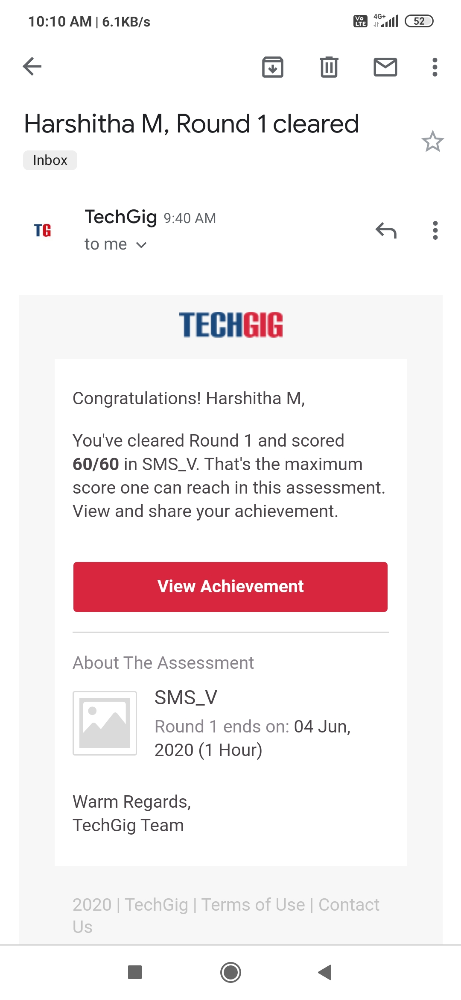 10:10 AM | 6.1KB/s
Vo LTE 4G+ 52
Harshitha M, Round 1 cleared
Inbox
TG
TechGig 9:40 AM
to me
TECHGIG
Congratulations! Harshitha M,
You've cleared Round 1 and scored
60/60 in SMS_V. That's the maximum
score one can reach in this assessment.
View and share your achievement.
View Achievement
About The Assessment
SMS_V
Round 1 ends on: 04 Jun,
2020 (1 Hour)
Warm Regards,
TechGig Team
2020 | TechGig | Terms of Use | Contact
Us